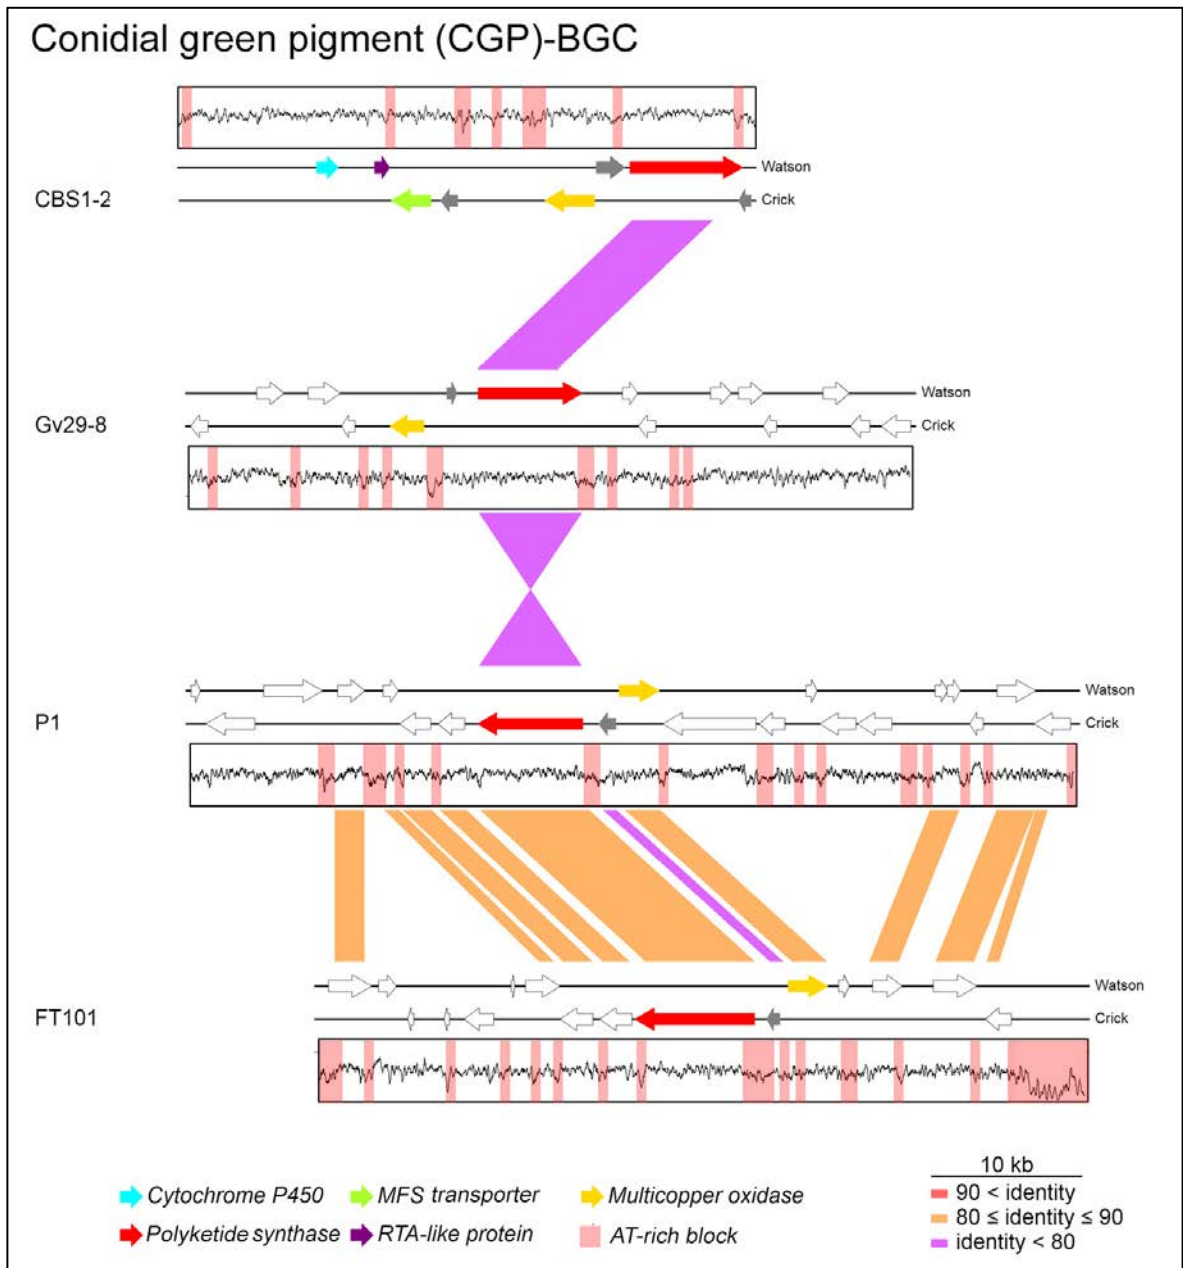 Conidial green pigment (CGP)-BGC
Watson
CBS1-2
Crick
Watson
Gv29-8
Crick
Watson
P1
Crick
Watson
FT101
Crick
10 kb
Cytochrome P450 MFS transporter Multicopper oxidase 90 < identity
80 ≤ identity ≤ 90
Polyketide synthase RTA-like protein AT-rich block identity < 80